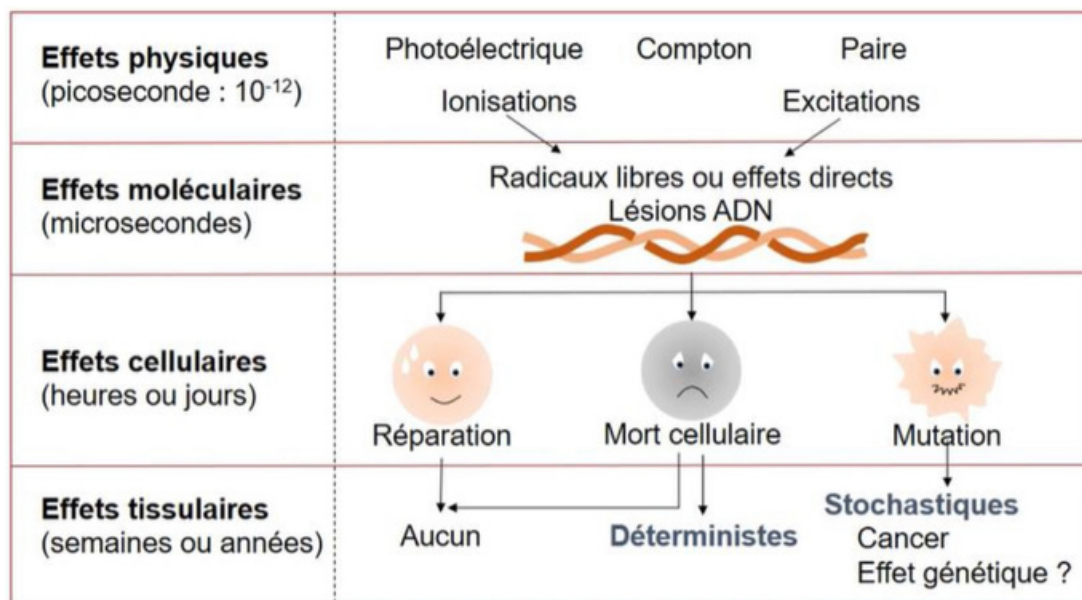 Effets physiques
(picoseconde : 10⁻¹²)
Photoélectrique Compton Paire
Ionisations Excitations
Effets moléculaires
(microsecondes)
Radicaux libres ou effets directs
Lésions ADN
Effets cellulaires
(heures ou jours)
Réparation Mort cellulaire Mutation
Effets tissulaires
(semaines ou années)
Aucun
Déterministes
Stochastiques
Cancer
Effet génétique ?